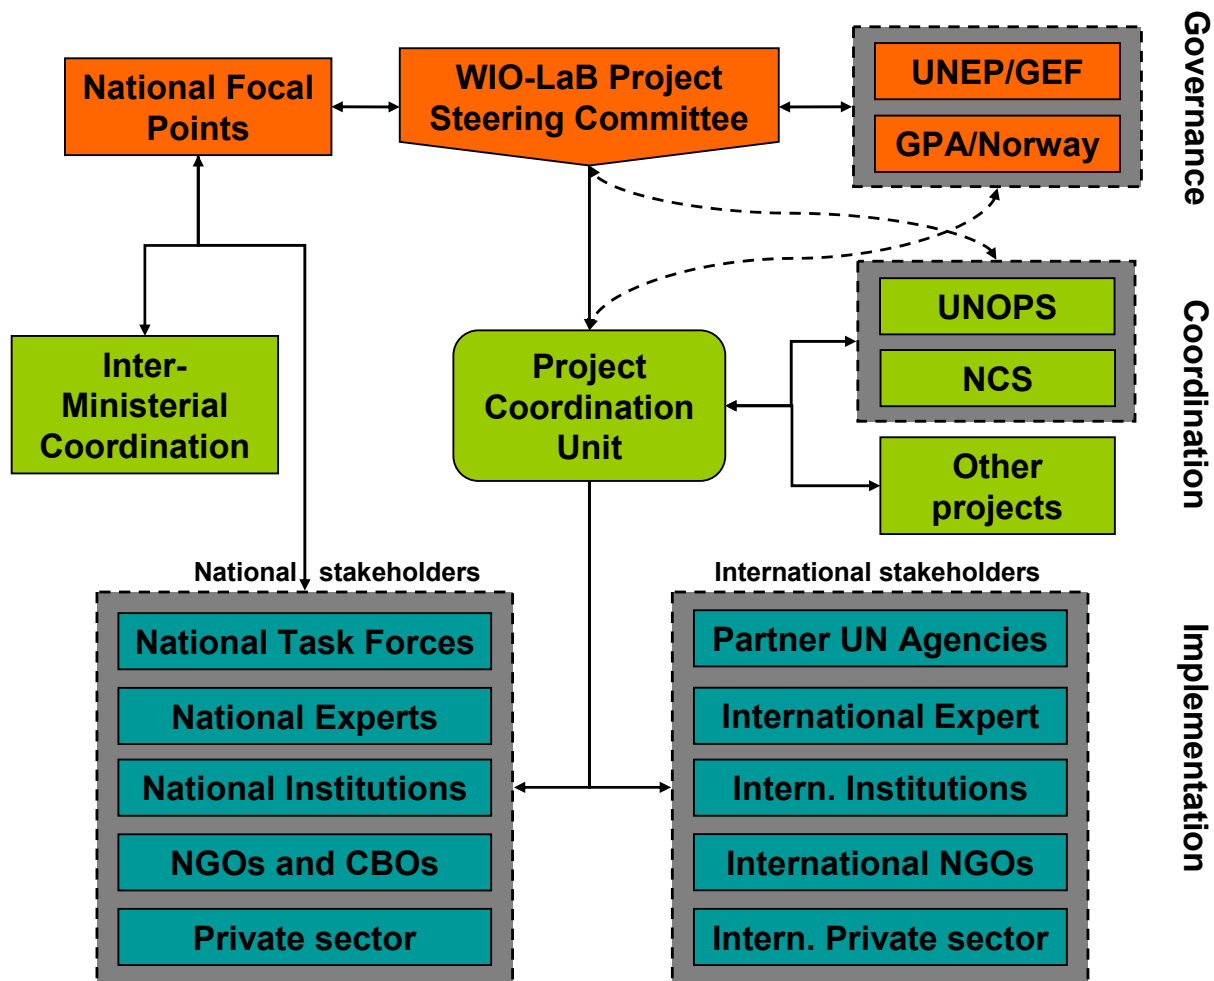 Governance
National Focal
Points
WIO-LaB Project
Steering Committee
UNEP/GEF
GPA/Norway
Coordination
Inter-
Ministerial
Coordination
Project
Coordination
Unit
UNOPS
NCS
Other
projects
Implementation
National stakeholders
National Task Forces
National Experts
National Institutions
NGOs and CBOs
Private sector
International stakeholders
Partner UN Agencies
International Expert
Intern. Institutions
International NGOs
Intern. Private sector